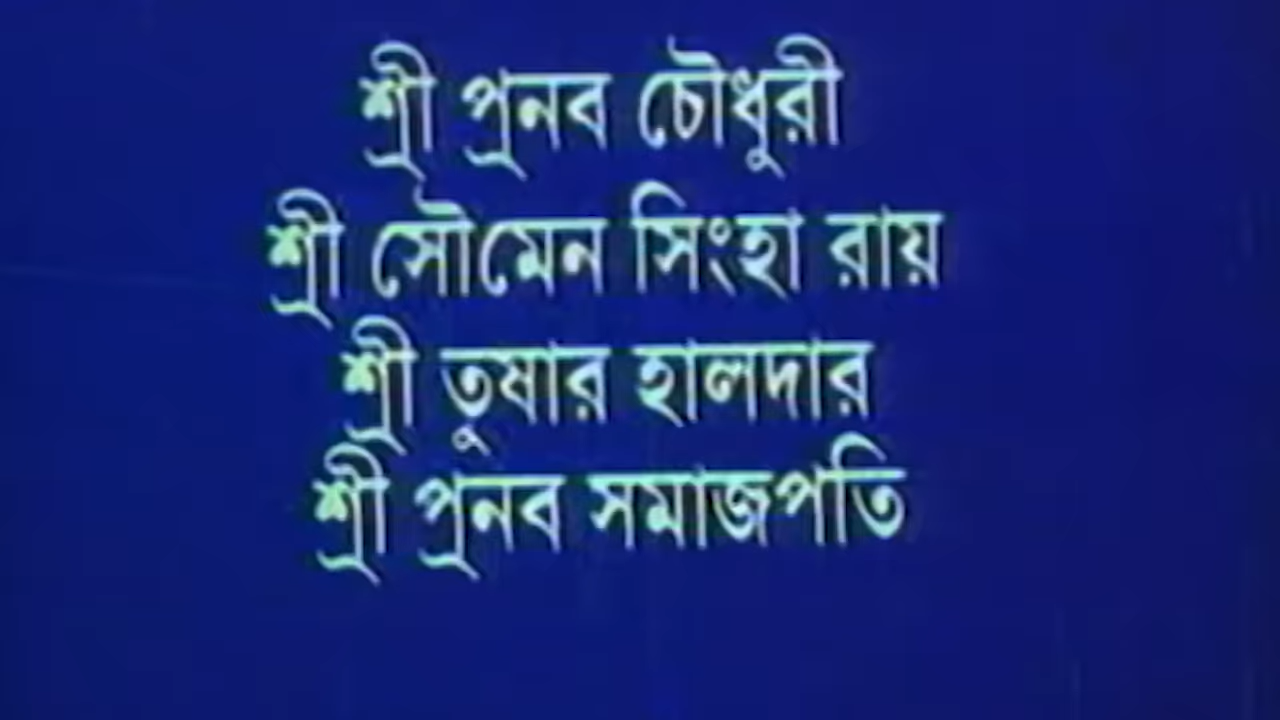 শ্রী প্রনব চৌধুরী
শ্রী সৌমেন সিংহা রায়
শ্রী তুষার হালদার
শ্রী প্রনব সমাজপতি